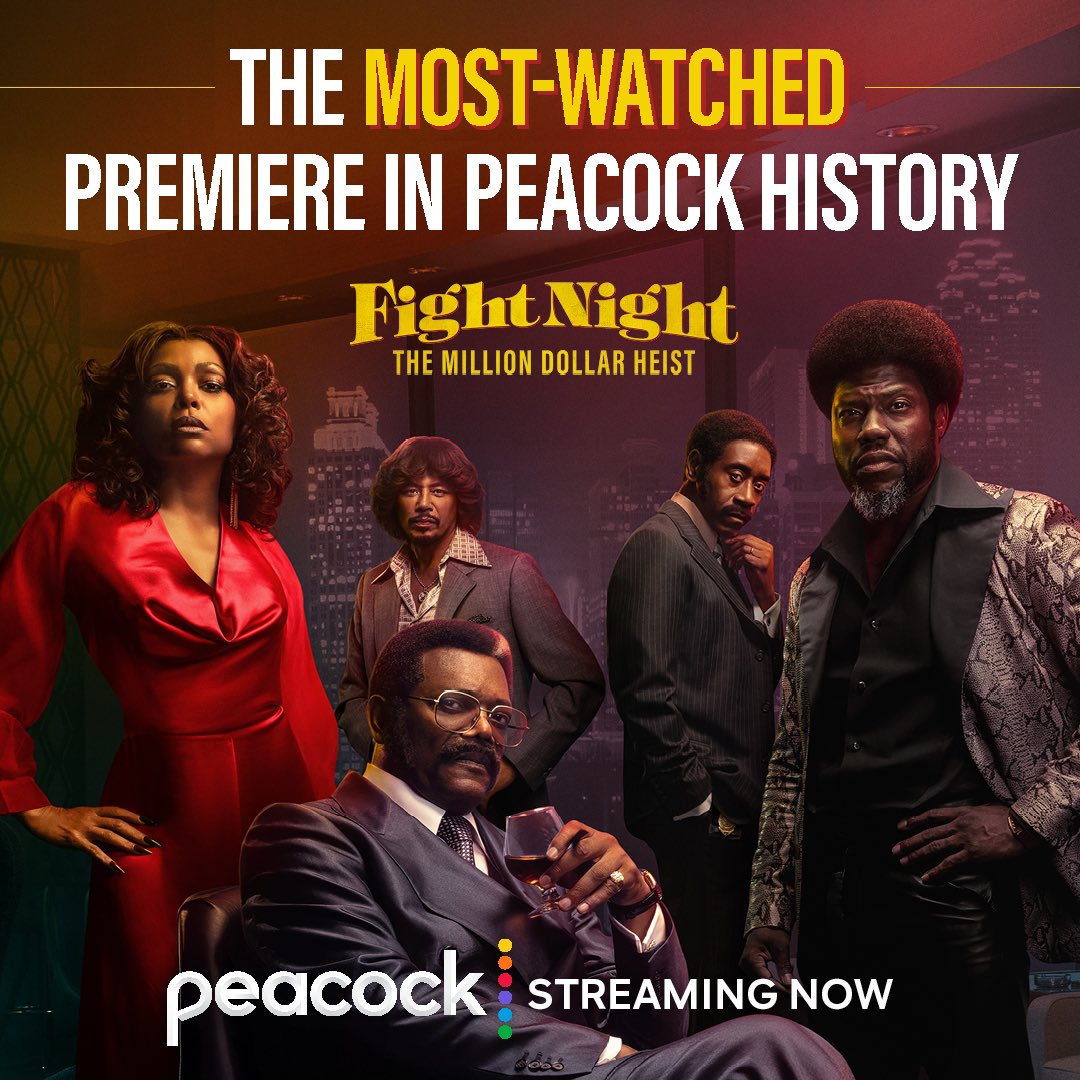 THE MOST-WATCHED
PREMIERE IN PEACOCK HISTORY
Fight Night
THE MILLION DOLLAR HEIST
peacock STREAMING NOW